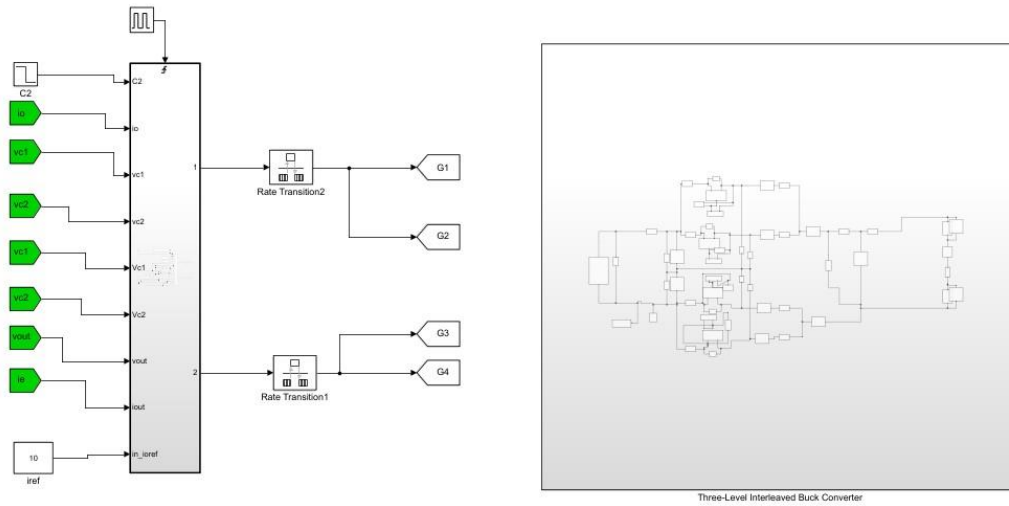 C2
C2
io
io
vc1
vc1
vc2
vc2
vc1
Vc1
vc2
Vc2
vout
vout
ie
iout
10
in_ioref
iref
1
Rate Transition2
G1
G2
2
Rate Transition1
G3
G4
Three-Level Interleaved Buck Converter